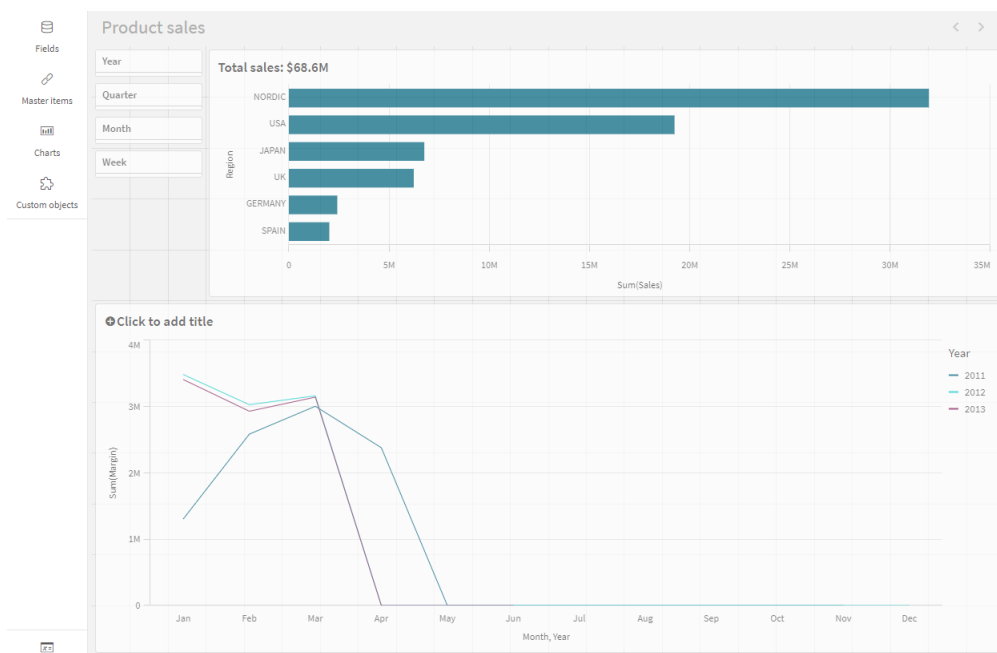 Product sales
Fields
Master items
Charts
Custom objects
Year
Quarter
Month
Week
Total sales: $68.6M
Region
NORDIC
USA
JAPAN
UK
GERMANY
SPAIN
0 5M 10M 15M 20M 25M 30M 35M
Sum(Sales)
Click to add title
Sum(Margin)
4M
3M
2M
1M
0
Jan Feb Mar Apr May Jun Jul Aug Sep Oct Nov Dec
Month, Year
Year
2011
2012
2013